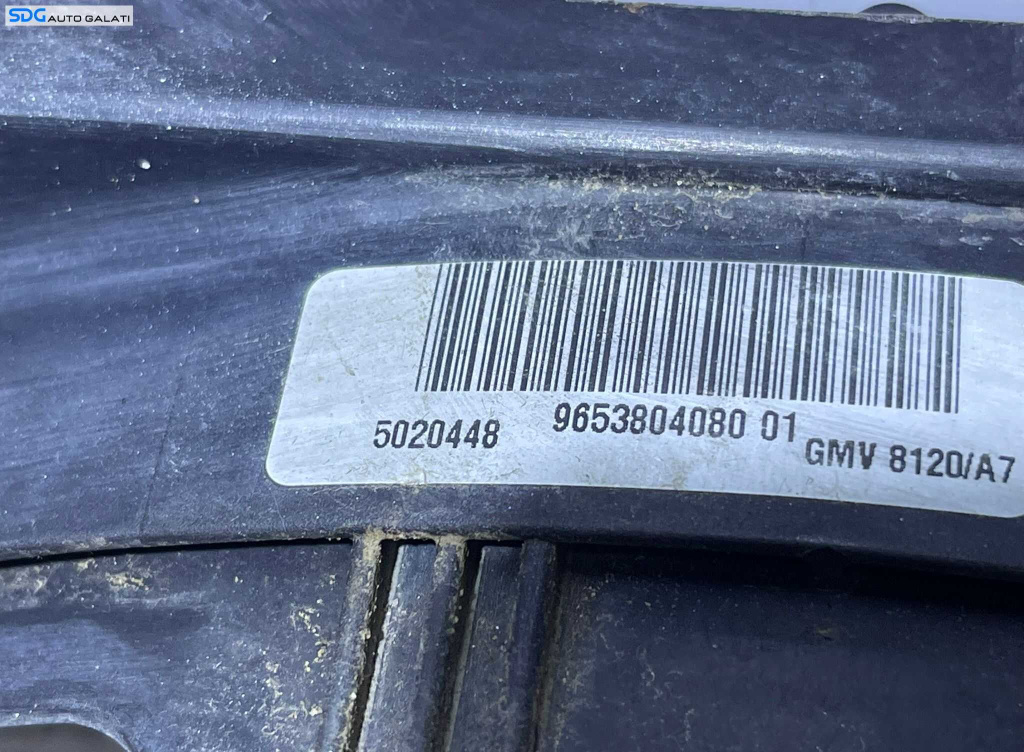 SDG AUTO GALATI
5020448 9653804080 01 GMV 8120/A7